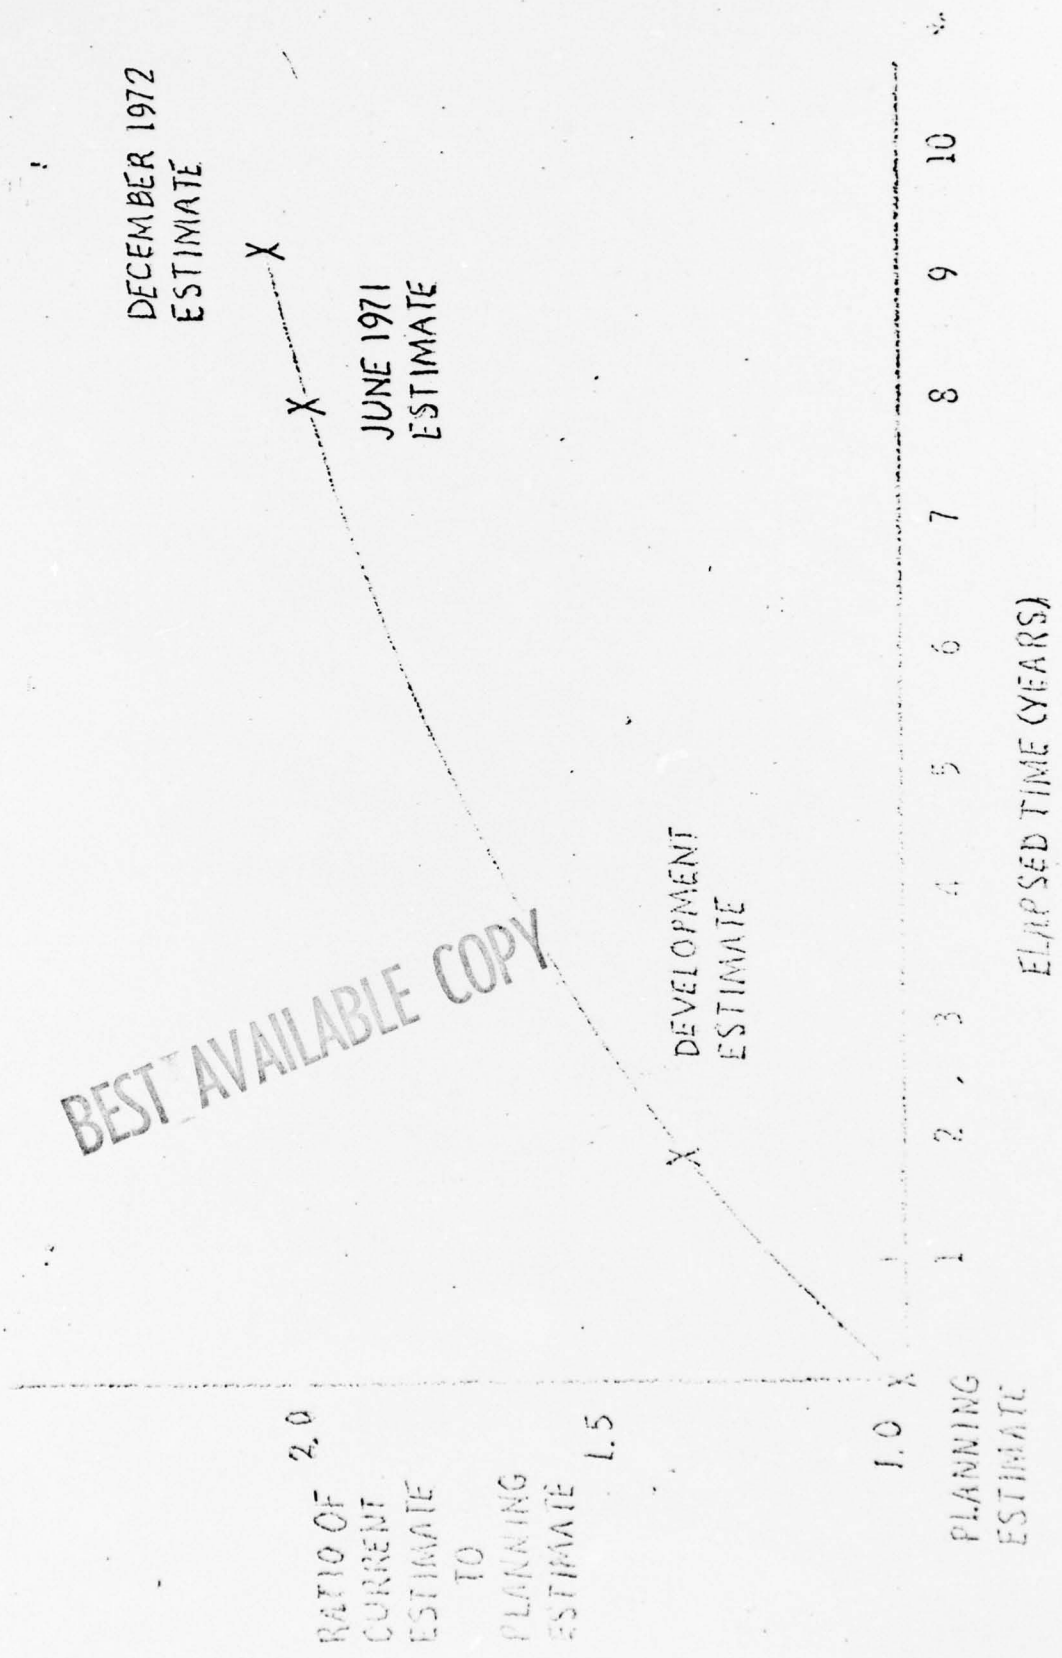 DECEMBER 1972
ESTIMATE
JUNE 1971
ESTIMATE
BEST AVAILABLE COPY
DEVELOPMENT
ESTIMATE
RATIO OF
CURRENT
ESTIMATE
TO
PLANNING
ESTIMATE
2.0
1.5
1.0
PLANNING
ESTIMATE
1 2 3 4 5 6 7 8 9 10
ELAPSED TIME (YEARS)